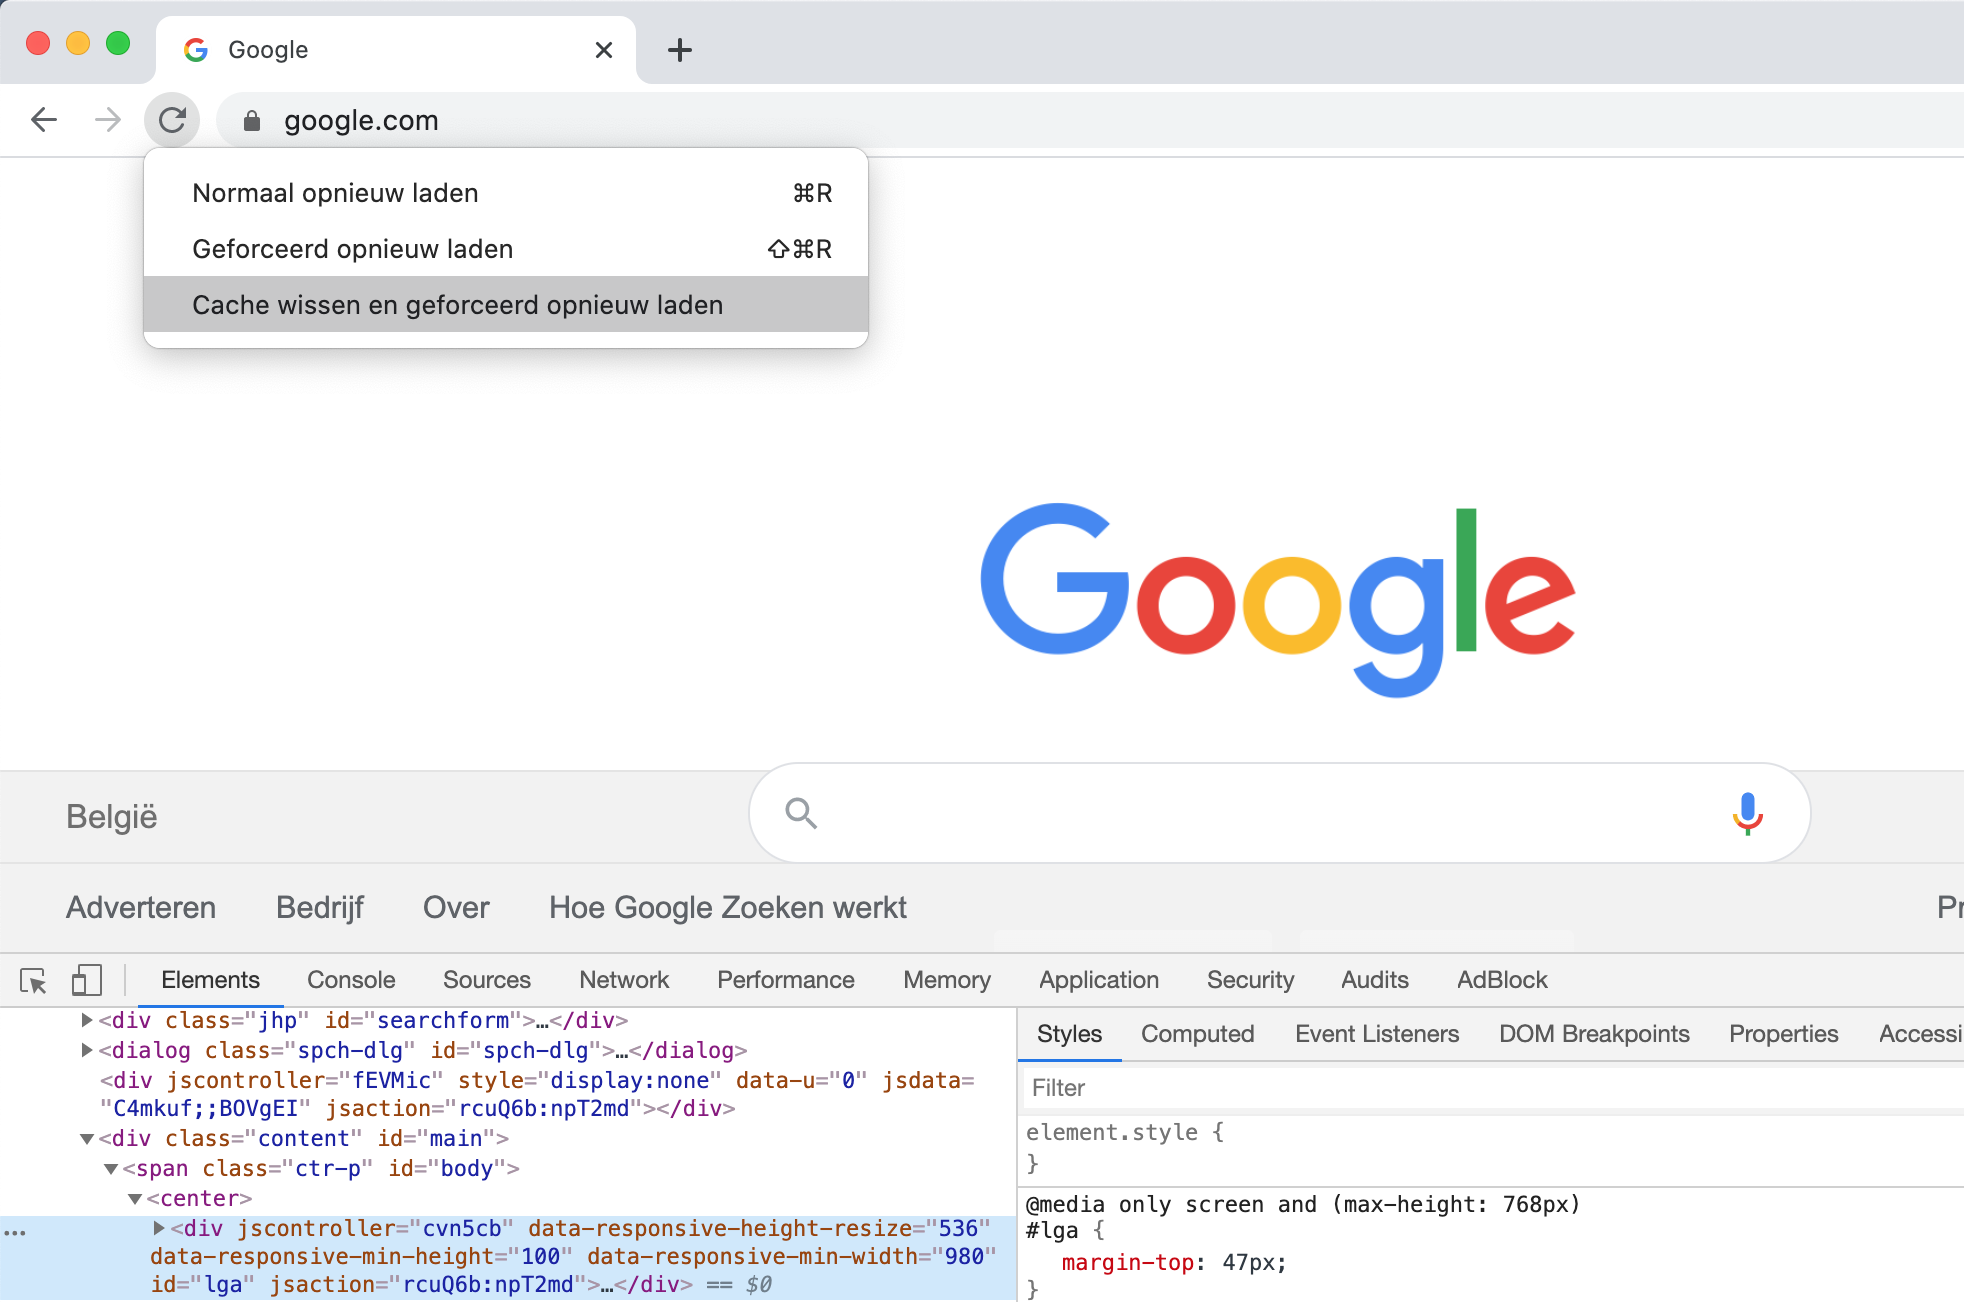 Google
google.com
Normaal opnieuw laden ⌘R
Geforceerd opnieuw laden ⇧⌘R
Cache wissen en geforceerd opnieuw laden
Google
België
Adverteren Bedrijf Over Hoe Google Zoeken werkt Pr
Elements Console Sources Network Performance Memory Application Security Audits AdBlock
<div class="jhp" id="searchform">…</div>
<dialog class="spch-dlg" id="spch-dlg">…</dialog>
<div jscontroller="fEVMic" style="display:none" data-u="0" jsdata=
"C4mkuf;;BOVgEI" jsaction="rcuQ6b:npT2md"></div>
<div class="content" id="main">
<span class="ctr-p" id="body">
<center>
… <div jscontroller="cvn5cb" data-responsive-height-resize="536"
data-responsive-min-height="100" data-responsive-min-width="980"
id="lga" jsaction="rcuQ6b:npT2md">…</div> == $0
Styles Computed Event Listeners DOM Breakpoints Properties Accessi
Filter
element.style {
}
@media only screen and (max-height: 768px)
#lga {
margin-top: 47px;
}